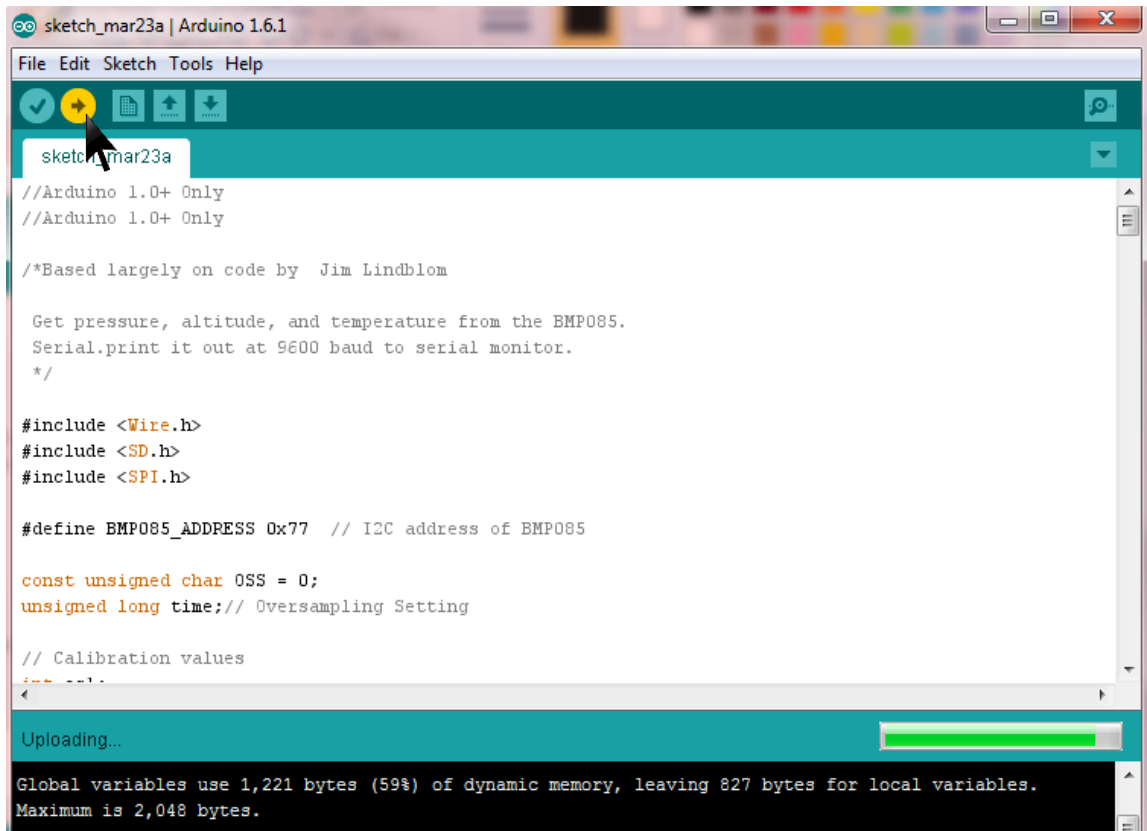 sketch_mar23a | Arduino 1.6.1
File Edit Sketch Tools Help
sketch_mar23a
//Arduino 1.0+ Only
//Arduino 1.0+ Only
/*Based largely on code by  Jim Lindblom
Get pressure, altitude, and temperature from the BMP085.
Serial.print it out at 9600 baud to serial monitor.
*/
#include <Wire.h>
#include <SD.h>
#include <SPI.h>
#define BMP085_ADDRESS 0x77  // I2C address of BMP085
const unsigned char OSS = 0;
unsigned long time;// Oversampling Setting
// Calibration values
Uploading...
Global variables use 1,221 bytes (59%) of dynamic memory, leaving 827 bytes for local variables.
Maximum is 2,048 bytes.